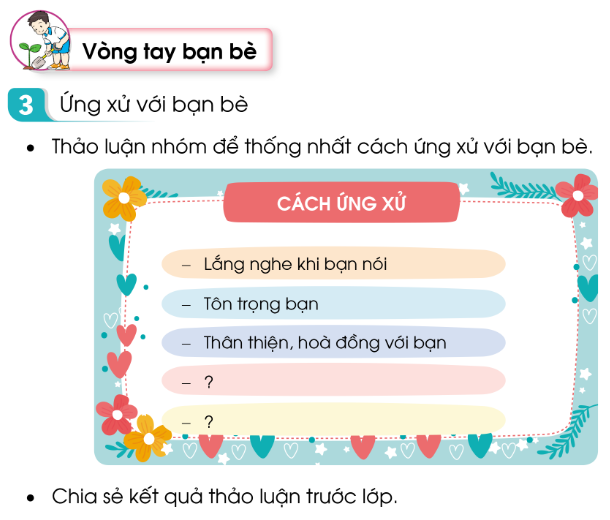 Vòng tay bạn bè
3 Ứng xử với bạn bè
• Thảo luận nhóm để thống nhất cách ứng xử với bạn bè.
CÁCH ỨNG XỬ
– Lắng nghe khi bạn nói
– Tôn trọng bạn
– Thân thiện, hoà đồng với bạn
– ?
– ?
• Chia sẻ kết quả thảo luận trước lớp.